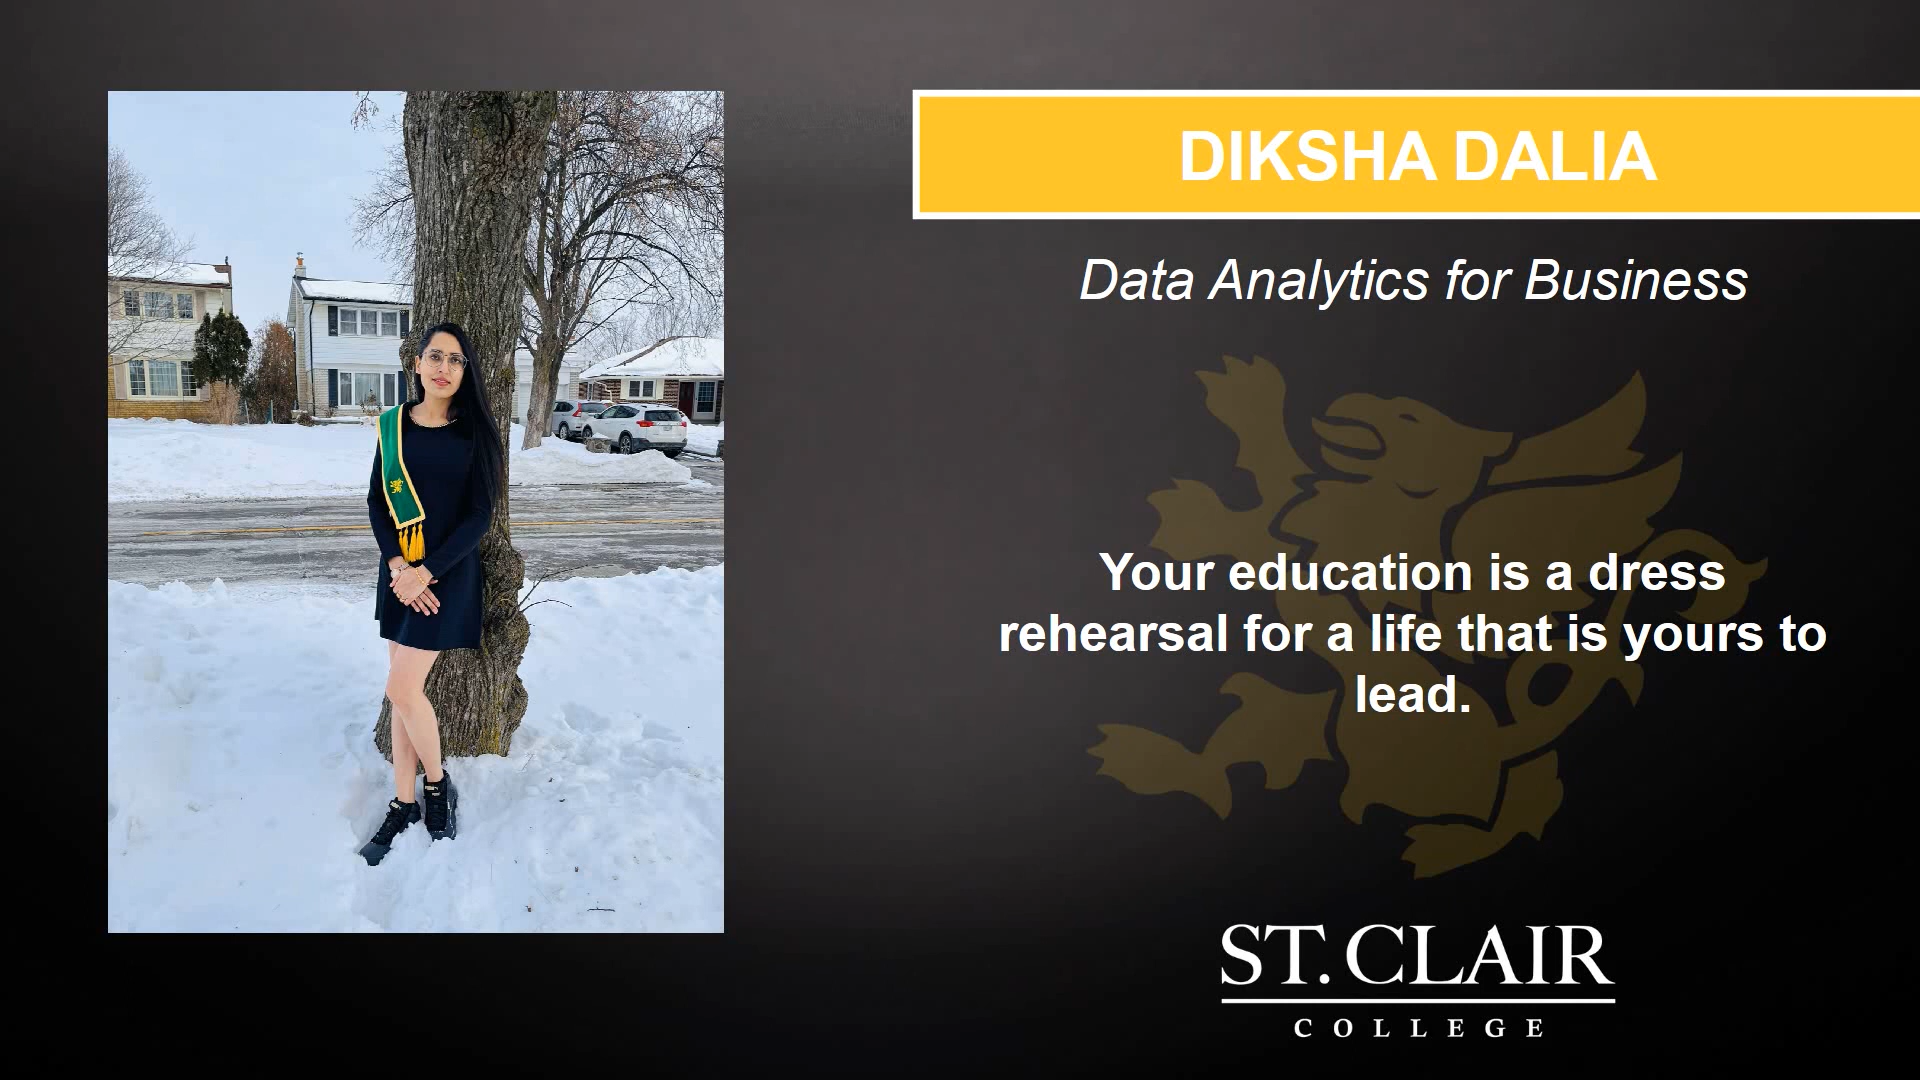 DIKSHA DALIA
Data Analytics for Business
Your education is a dress
rehearsal for a life that is yours to
lead.
ST. CLAIR
COLLEGE